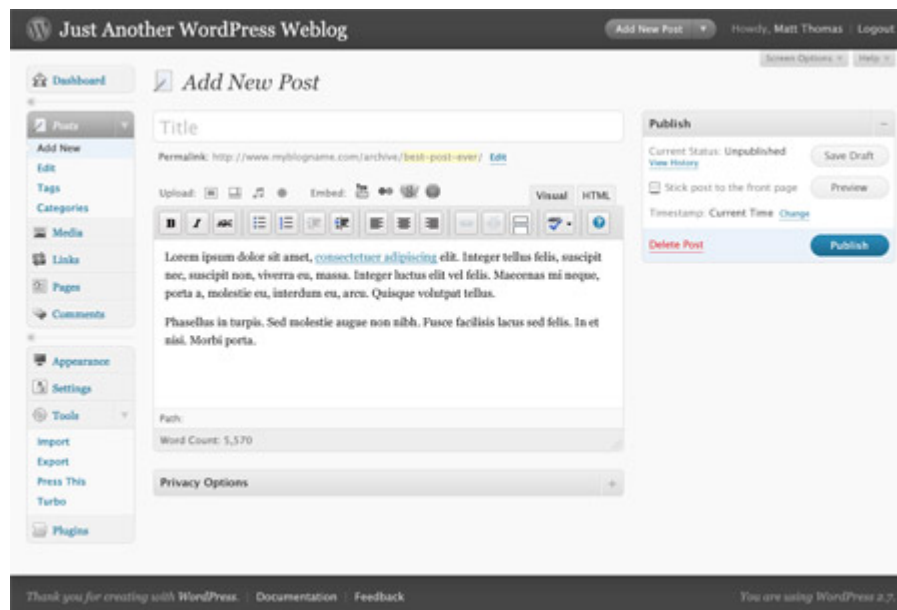 Just Another WordPress Weblog
Add New Post
Howdy, Matt Thomas | Logout
Screen Options
Help
Dashboard
Add New Post
Posts
Add New
Edit
Tags
Categories
Media
Links
Pages
Comments
Appearance
Settings
Tools
Import
Export
Press This
Turbo
Plugins
Title
Permalink: http://www.myblogname.com/archive/best-post-ever/ Edit
Upload: Embed:
Visual HTML
B I ABC
Lorem ipsum dolor sit amet, consectetuer adipiscing elit. Integer tellus felis, suscipit
nec, suscipit non, viverra eu, massa. Integer luctus elit vel felis. Maecenas mi neque,
porta a, molestie eu, interdum eu, arcu. Quisque volutpat tellus.
Phasellus in turpis. Sed molestie augue non nibh. Fusce facilisis lacus sed felis. In et
nisi. Morbi porta.
Path:
Word Count: 5,570
Privacy Options
Publish
Current Status: Unpublished
View History
Save Draft
Stick post to the front page
Preview
Timestamp: Current Time Change
Delete Post
Publish
Thank you for creating with WordPress. | Documentation | Feedback
You are using WordPress 2.7.